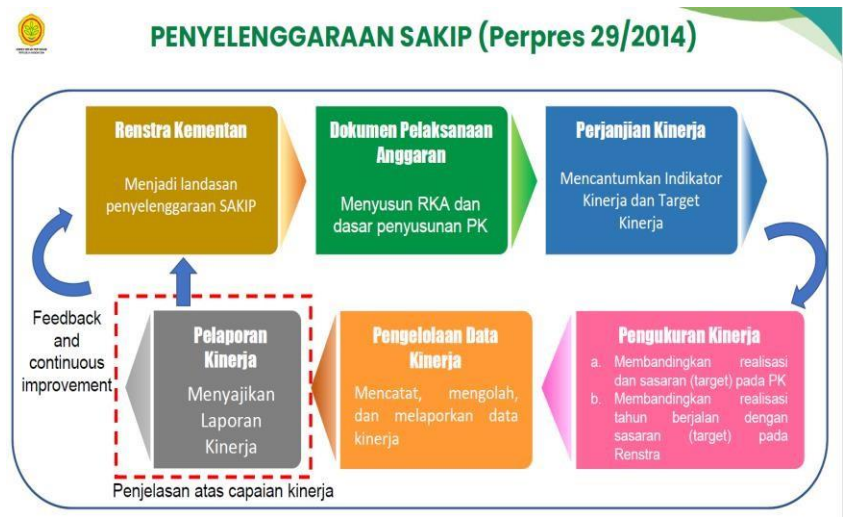 PENYELENGGARAAN SAKIP (Perpres 29/2014)
Renstra Kementan
Menjadi landasan
penyelenggaraan SAKIP
Dokumen Pelaksanaan
Anggaran
Menyusun RKA dan
dasar penyusunan PK
Perjanjian Kinerja
Mencantumkan Indikator
Kinerja dan Target
Kinerja
Pengukuran Kinerja
a. Membandingkan realisasi
dan sasaran (target) pada PK
b. Membandingkan realisasi
tahun berjalan dengan
sasaran (target) pada
Renstra
Pengelolaan Data
Kinerja
Mencatat, mengolah,
dan melaporkan data
kinerja
Pelaporan
Kinerja
Menyajikan
Laporan
Kinerja
Penjelasan atas capaian kinerja
Feedback
and
continuous
improvement